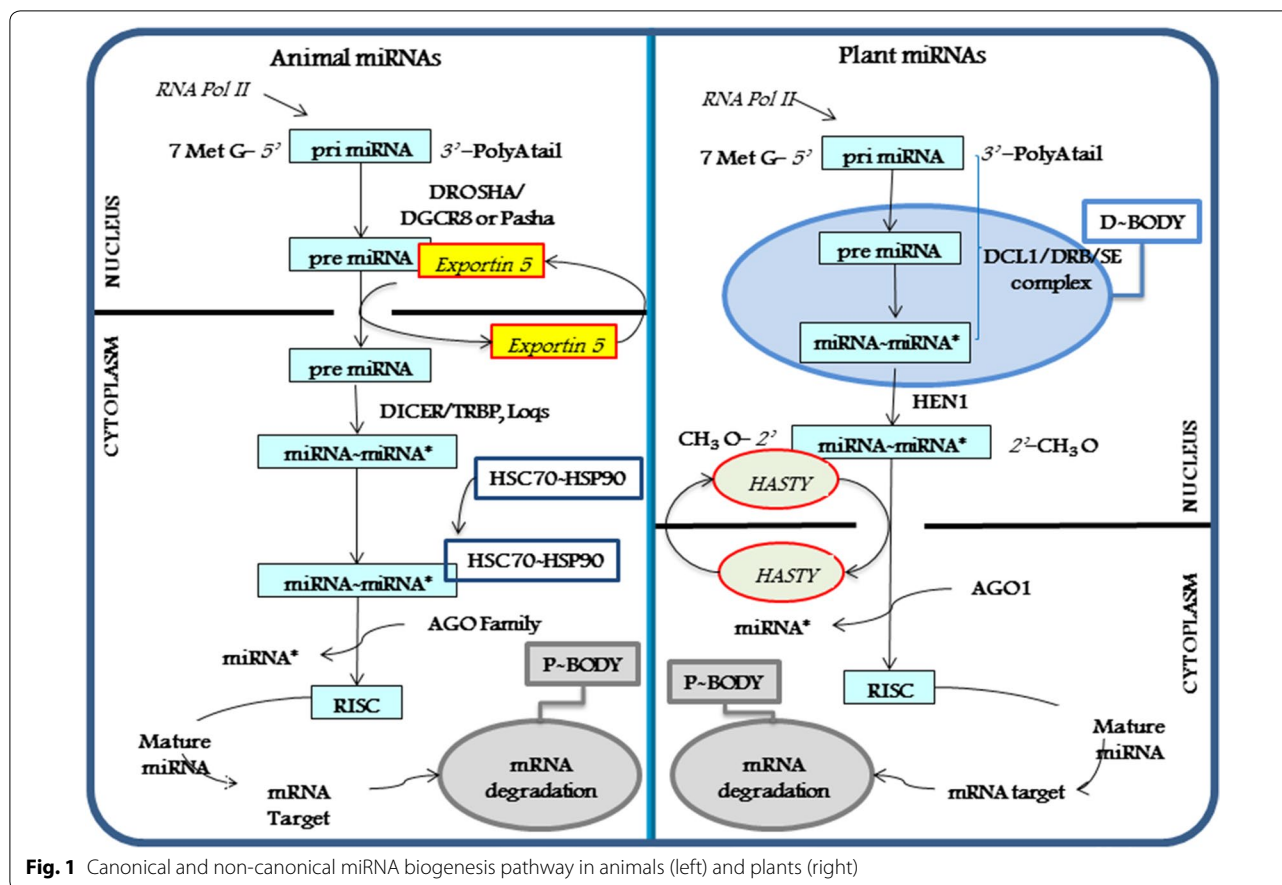 Animal miRNAs
RNA Pol II
7 Met G- 5’
pri miRNA
3’-PolyA tail
DROSHA/
DGCR8 or Pasha
pre miRNA
Exportin 5
NUCLEUS
Exportin 5
CYTOPLASM
pre miRNA
DICER/TRBP, Loqs
miRNA~miRNA*
HSC70~HSP90
HSC70~HSP90
miRNA~miRNA*
AGO Family
miRNA*
P~BODY
RISC
Mature
miRNA
mRNA
Target
mRNA
degradation
Plant miRNAs
RNA Pol II
7 Met G- 5’
pri miRNA
3’-PolyA tail
D~BODY
pre miRNA
DCL1/DRB/SE
complex
miRNA~miRNA*
HEN1
CH3 O- 2’
miRNA~miRNA*
2’-CH3 O
HASTY
NUCLEUS
HASTY
CYTOPLASM
AGO1
miRNA*
P~BODY
RISC
Mature
miRNA
mRNA
degradation
mRNA target
Fig. 1 Canonical and non-canonical miRNA biogenesis pathway in animals (left) and plants (right)